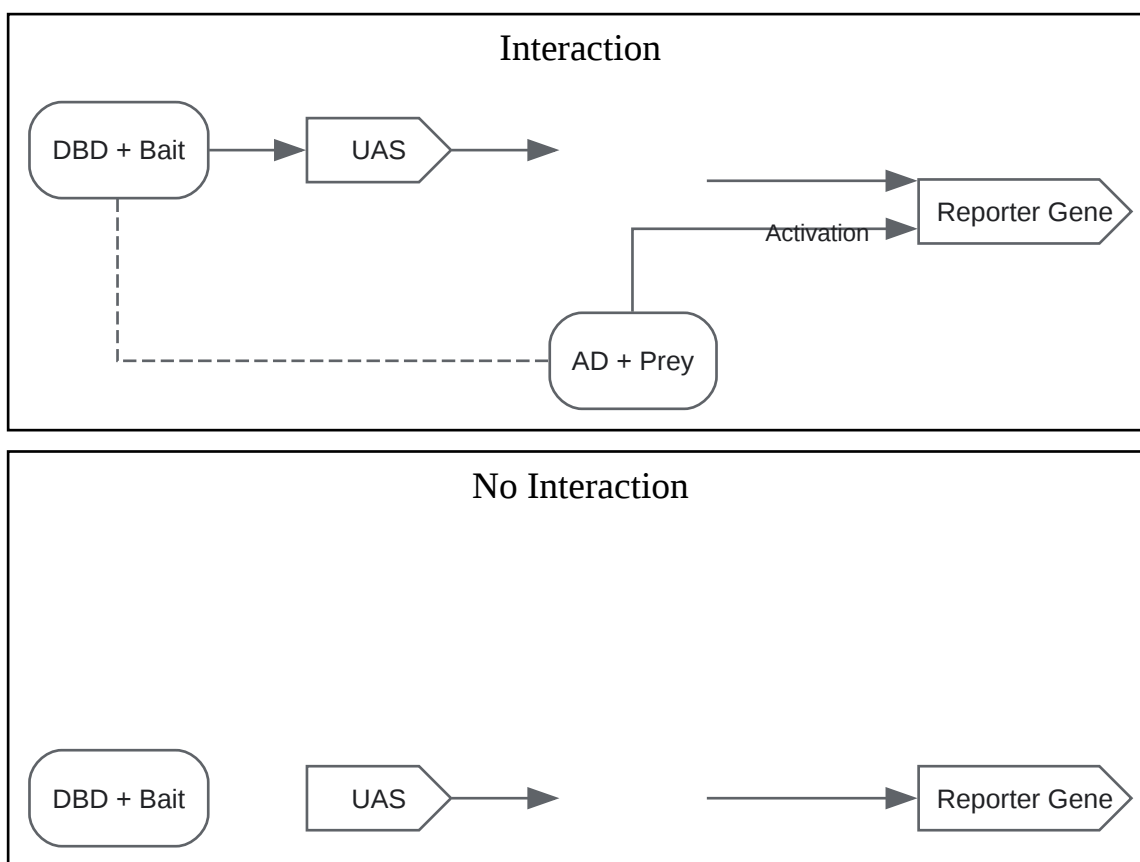 Interaction
DBD + Bait
UAS
Reporter Gene
Activation
AD + Prey
No Interaction
DBD + Bait
UAS
Reporter Gene